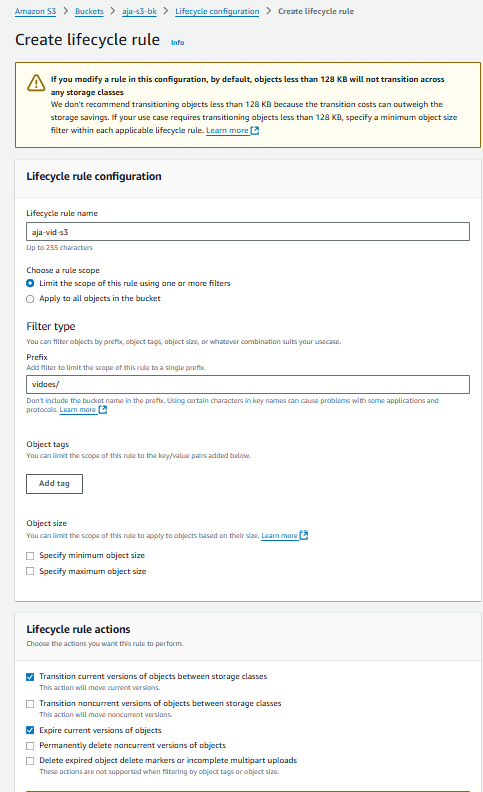 Amazon S3 > Buckets > aja-s3-bk > Lifecycle configuration > Create lifecycle rule
Create lifecycle rule Info
If you modify a rule in this configuration, by default, objects less than 128 KB will not transition across
any storage classes
We don't recommend transitioning objects less than 128 KB because the transition costs can outweigh the
storage savings. If your use case requires transitioning objects less than 128 KB, specify a minimum object size
filter within each applicable lifecycle rule. Learn more
Lifecycle rule configuration
Lifecycle rule name
aja-vid-s3
Up to 255 characters
Choose a rule scope
Limit the scope of this rule using one or more filters
Apply to all objects in the bucket
Filter type
You can filter objects by prefix, object tags, object size, or whatever combination suits your usecase.
Prefix
Add filter to limit the scope of this rule to a single prefix.
vidoes/
Don't include the bucket name in the prefix. Using certain characters in key names can cause problems with some applications and
protocols. Learn more
Object tags
You can limit the scope of this rule to the key/value pairs added below.
Add tag
Object size
You can limit the scope of this rule to apply to objects based on their size. Learn more
Specify minimum object size
Specify maximum object size
Lifecycle rule actions
Choose the actions you want this rule to perform.
Transition current versions of objects between storage classes
This action will move current versions.
Transition noncurrent versions of objects between storage classes
This action will move noncurrent versions.
Expire current versions of objects
Permanently delete noncurrent versions of objects
Delete expired object delete markers or incomplete multipart uploads
These actions are not supported when filtering by object tags or object size.